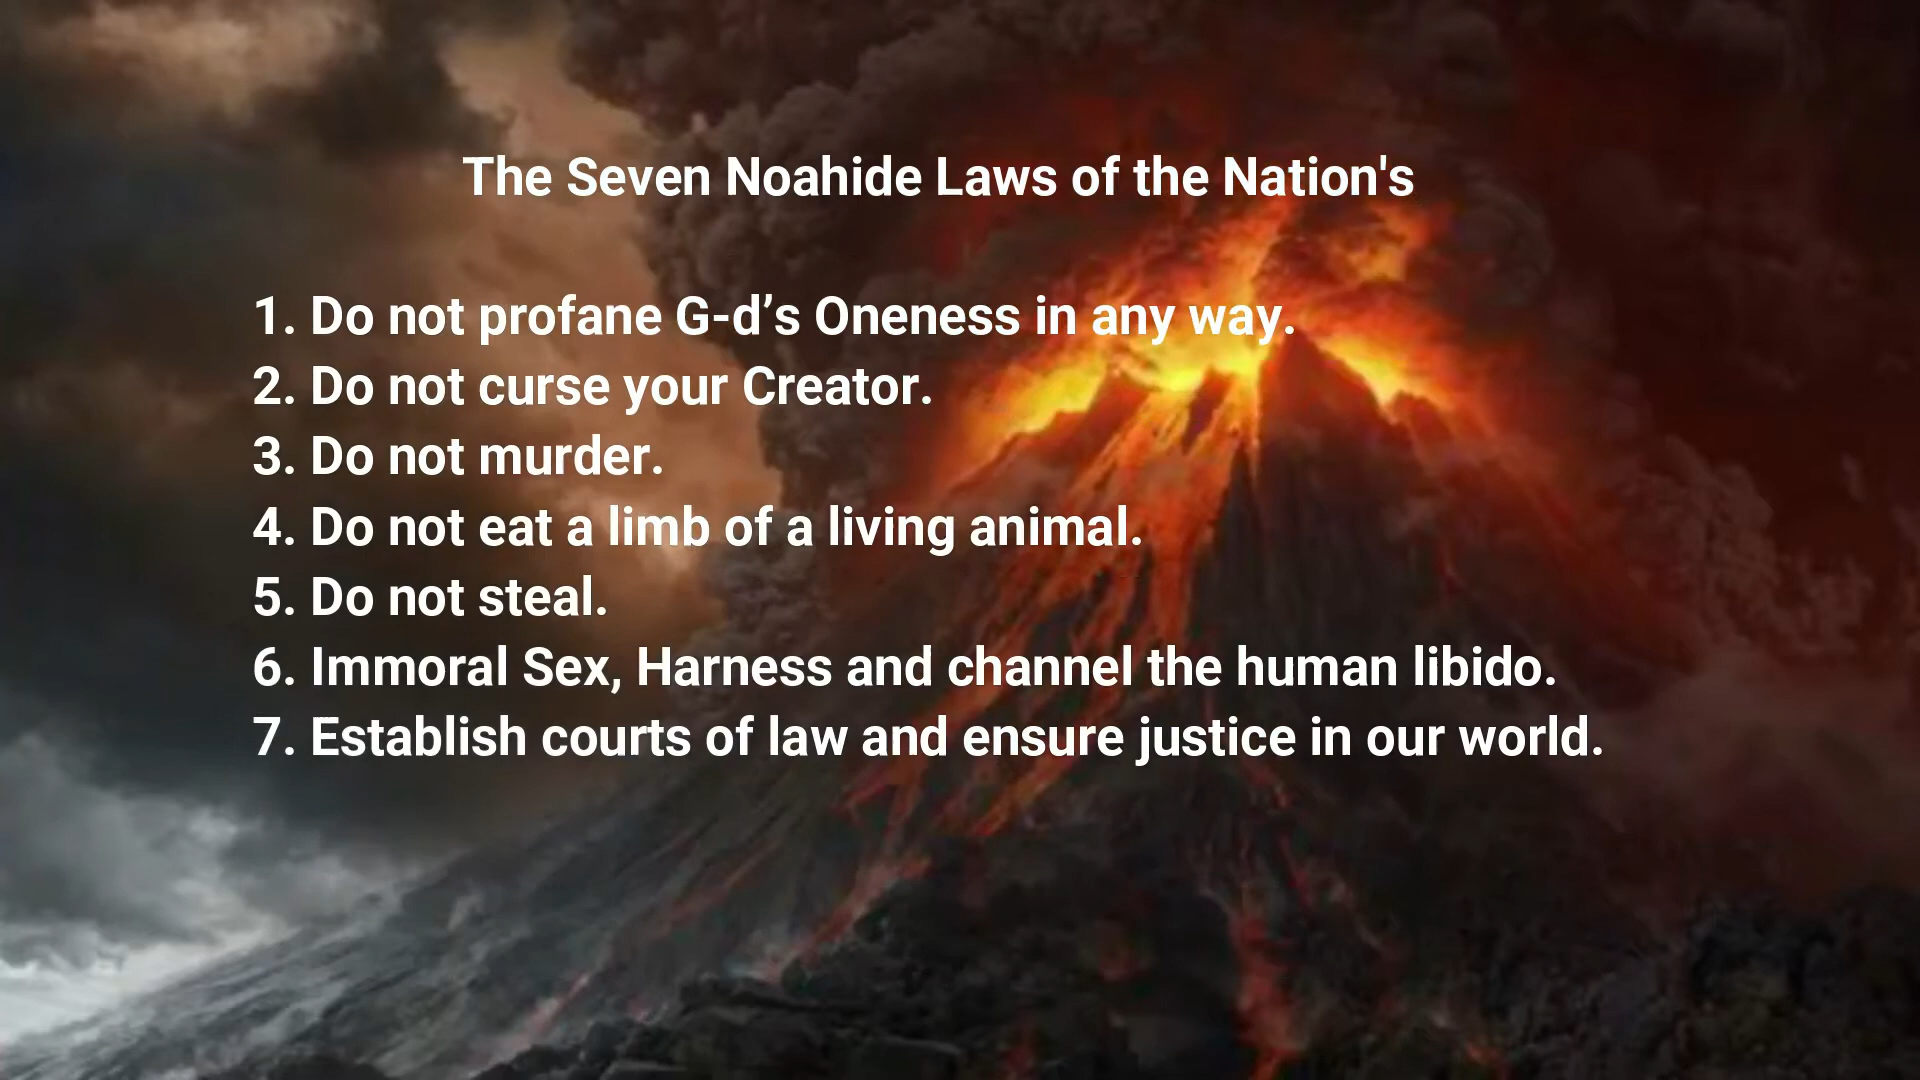 The Seven Noahide Laws of the Nation's
1. Do not profane G-d’s Oneness in any way.
2. Do not curse your Creator.
3. Do not murder.
4. Do not eat a limb of a living animal.
5. Do not steal.
6. Immoral Sex, Harness and channel the human libido.
7. Establish courts of law and ensure justice in our world.